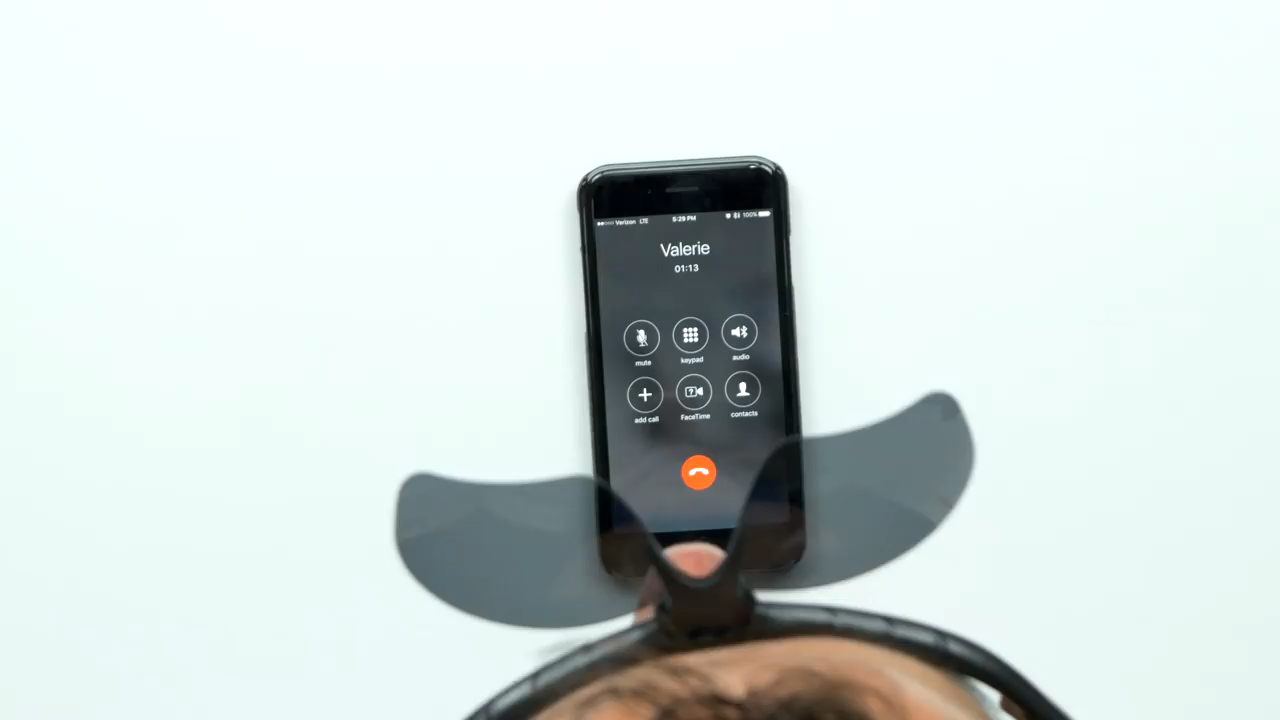 Verizon LTE 5:29 PM 100%
Valerie
01:13
mute keypad audio
add call FaceTime contacts